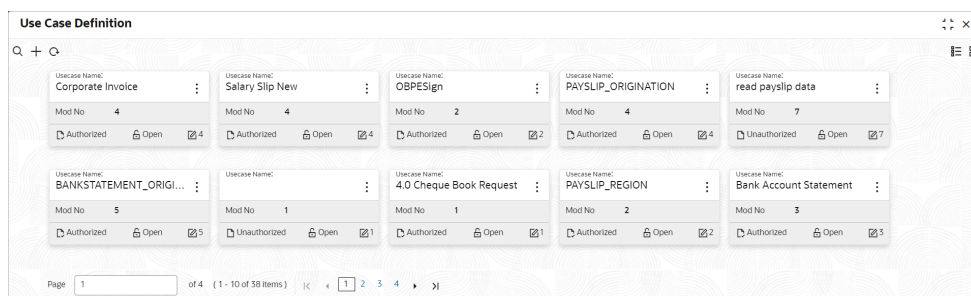 Use Case Definition
Usecase Name: Usecase Name: Usecase Name: Usecase Name: Usecase Name:
Corporate Invoice Salary Slip New OBPESign PAYSLIP_ORIGINATION read payslip data
Mod No 4 Mod No 4 Mod No 2 Mod No 4 Mod No 7
Authorized Open 4 Authorized Open 4 Authorized Open 2 Authorized Open 4 Unauthorized Open 7
Usecase Name: Usecase Name: Usecase Name: Usecase Name: Usecase Name:
BANKSTATEMENT_ORIGI... 4.0 Cheque Book Request PAYSLIP_REGION Bank Account Statement
Mod No 5 Mod No 1 Mod No 1 Mod No 2 Mod No 3
Authorized Open 5 Unauthorized Open 1 Authorized Open 1 Authorized Open 2 Authorized Open 3
Page 1 of 4 (1 - 10 of 38 items) 1 2 3 4